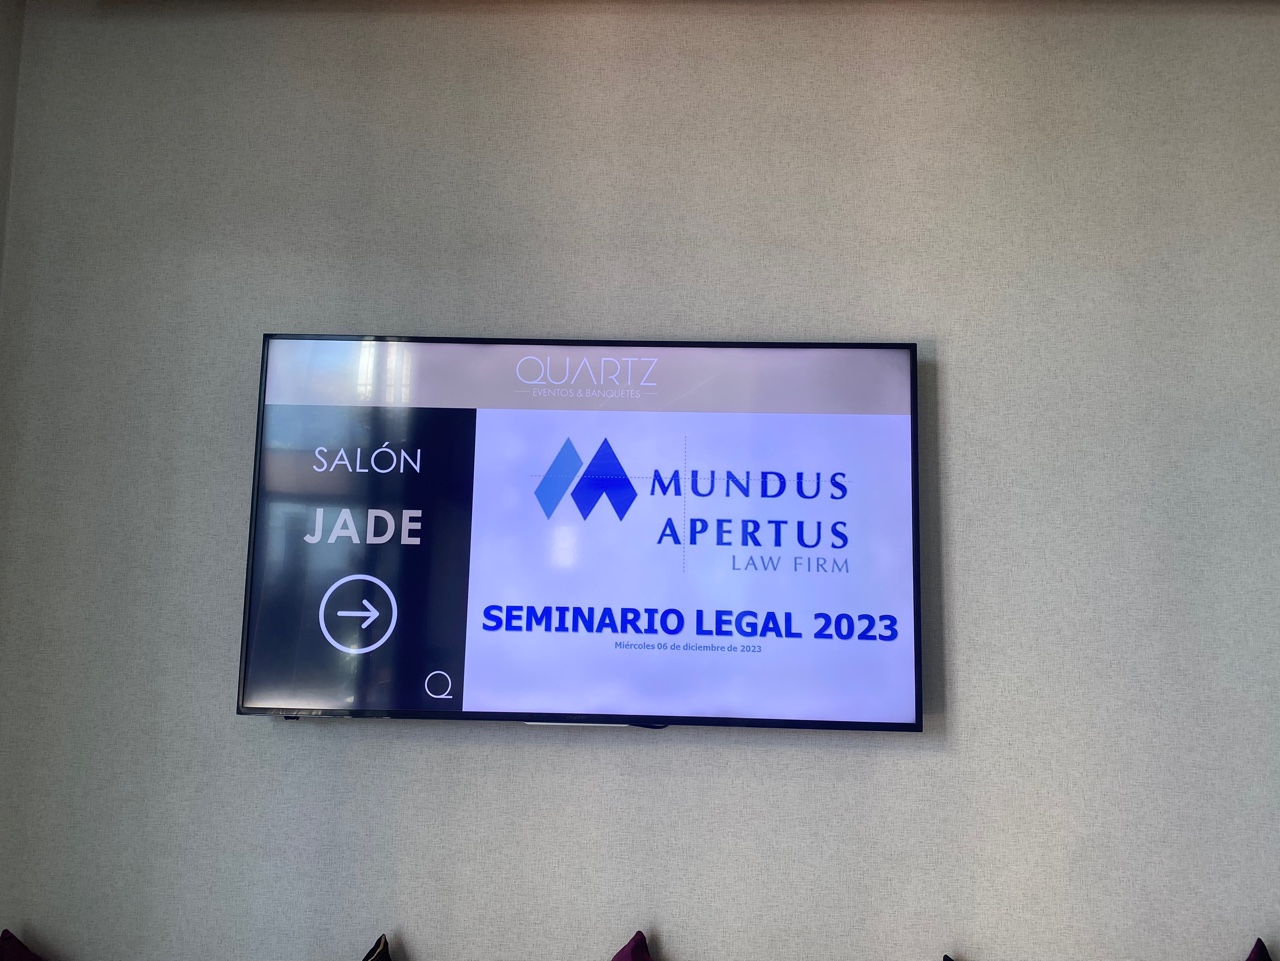 QUARTZ
EVENTOS & BANQUETES
SALÓN
JADE
Q
MUNDUS
APERTUS
LAW FIRM
SEMINARIO LEGAL 2023
Miércoles 06 de diciembre de 2023